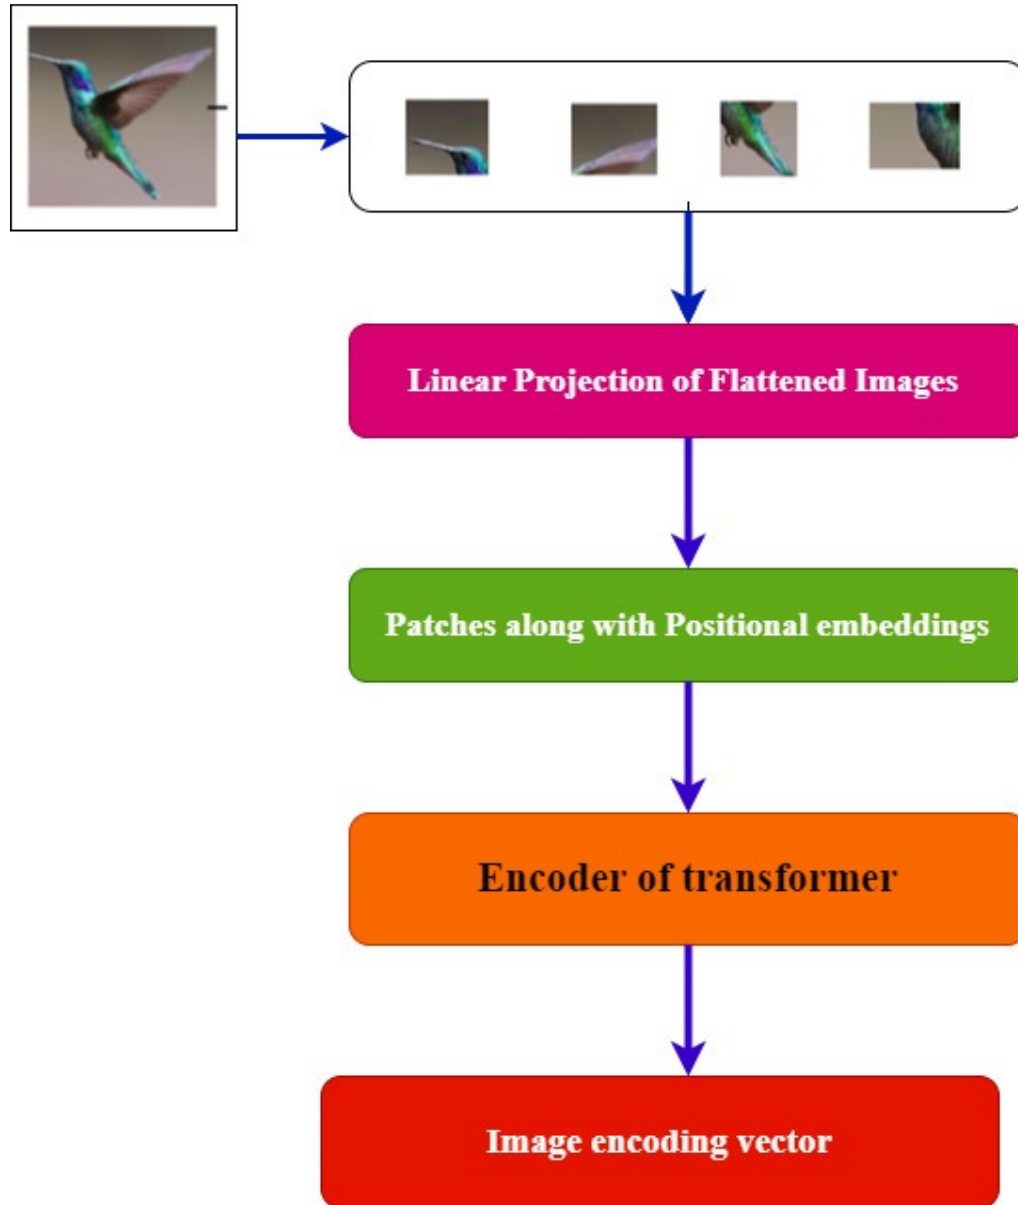 Linear Projection of Flattened Images
Patches along with Positional embeddings
Encoder of transformer
Image encoding vector